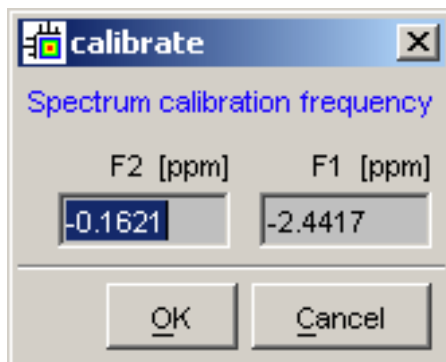 calibrate
Spectrum calibration frequency
F2 [ppm] F1 [ppm]
-0.1621 -2.4417
OK Cancel